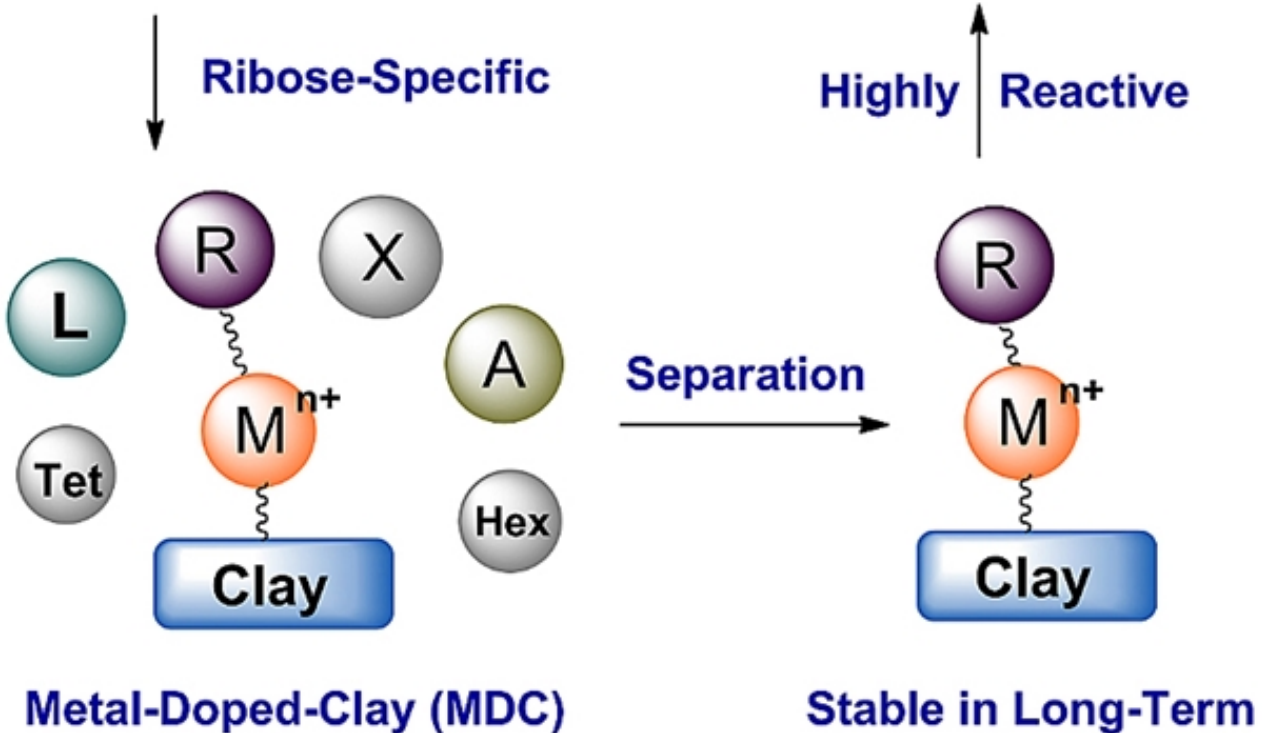 Ribose-Specific
Highly Reactive
R
X
L
A
M n+
Tet
Hex
Clay
Separation
R
M n+
Clay
Metal-Doped-Clay (MDC)
Stable in Long-Term